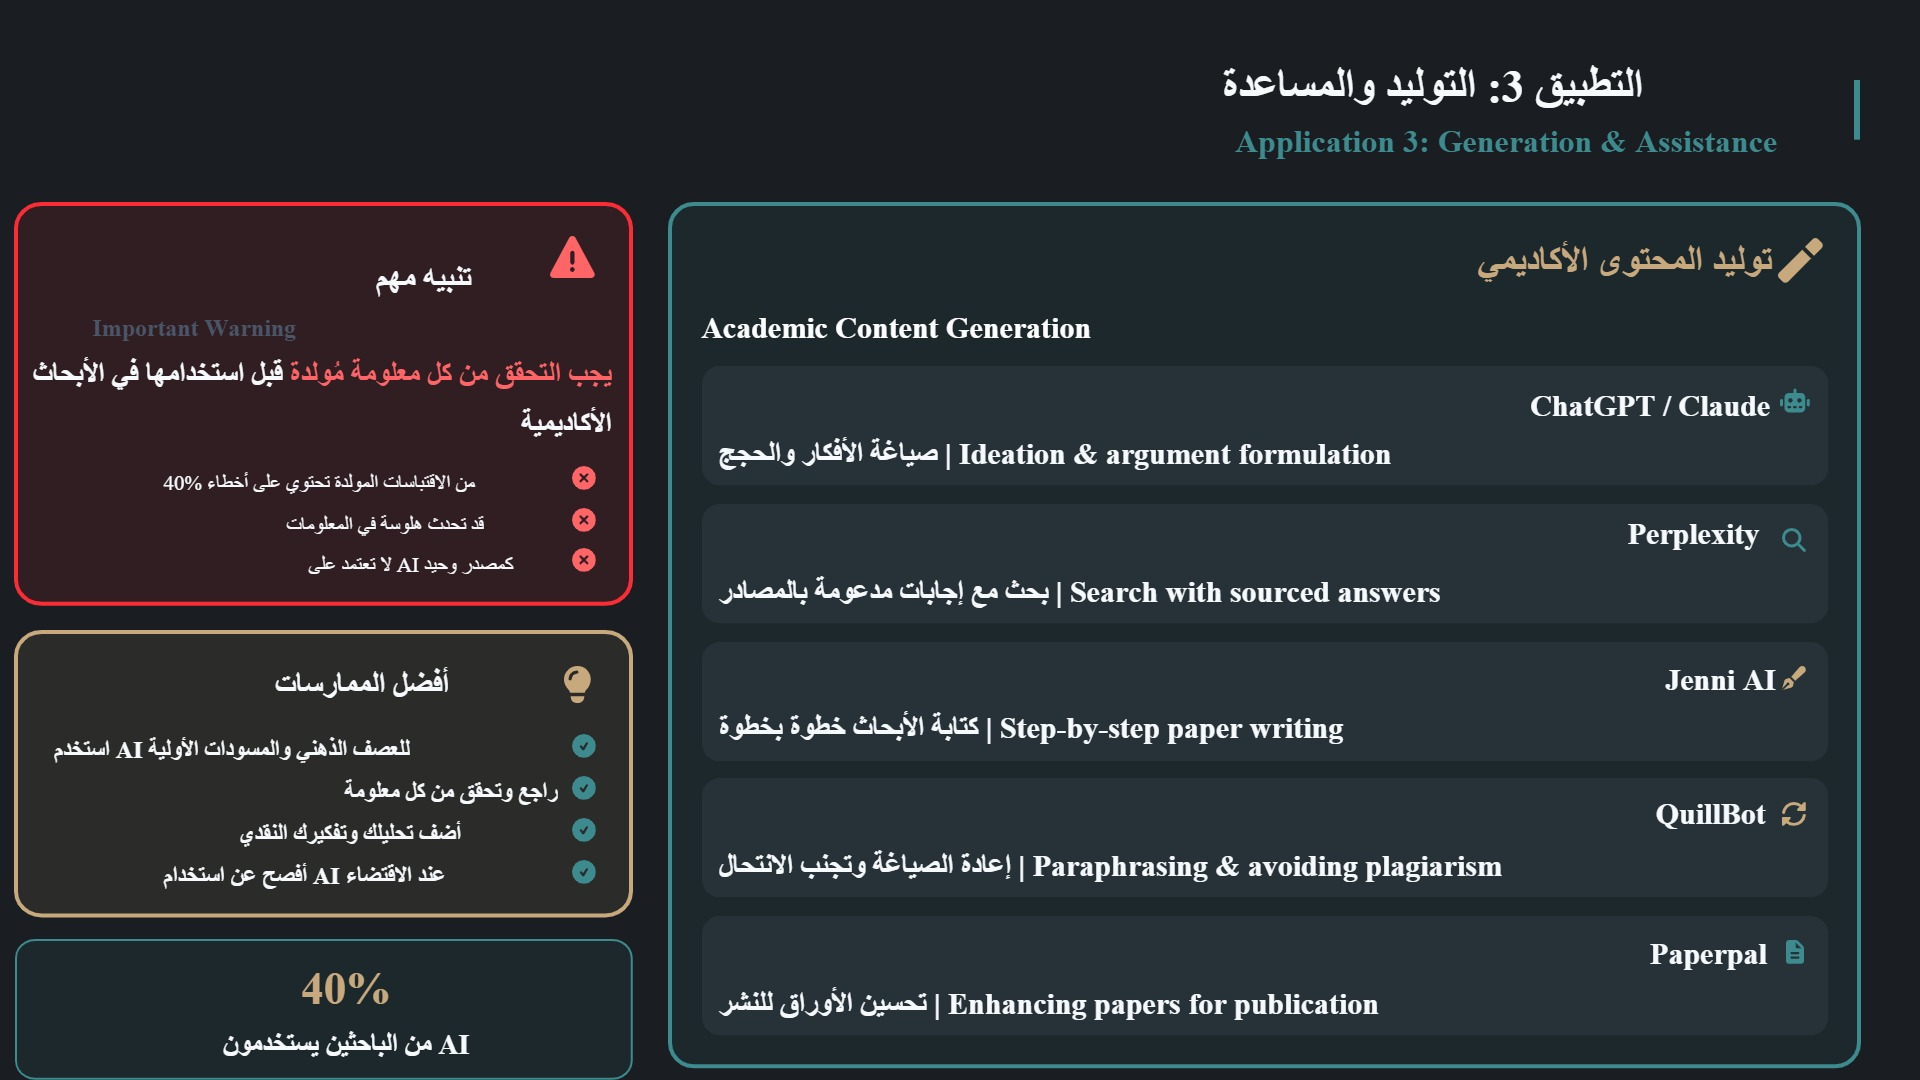 التطبيق 3: التوليد والمساعدة
Application 3: Generation & Assistance
توليد المحتوى الأكاديمي
Academic Content Generation
ChatGPT / Claude
صياغة الأفكار والحجج | Ideation & argument formulation
Perplexity
بحث مع إجابات مدعومة بالمصادر | Search with sourced answers
Jenni AI
كتابة الأبحاث خطوة بخطوة | Step-by-step paper writing
QuillBot
إعادة الصياغة وتجنب الانتحال | Paraphrasing & avoiding plagiarism
Paperpal
تحسين الأوراق للنشر | Enhancing papers for publication
تنبيه مهم
Important Warning
يجب التحقق من كل معلومة مُولدة قبل استخدامها في الأبحاث
الأكاديمية
من الاقتباسات المولدة تحتوي على أخطاء 40%
قد تحدث هلوسة في المعلومات
كمصدر وحيد AI لا تعتمد على
أفضل الممارسات
للعصف الذهني والمسودات الأولية AI استخدم
راجع وتحقق من كل معلومة
أضف تحليلك وتفكيرك النقدي
عند الاقتضاء AI أفصح عن استخدام
40%
AI من الباحثين يستخدمون